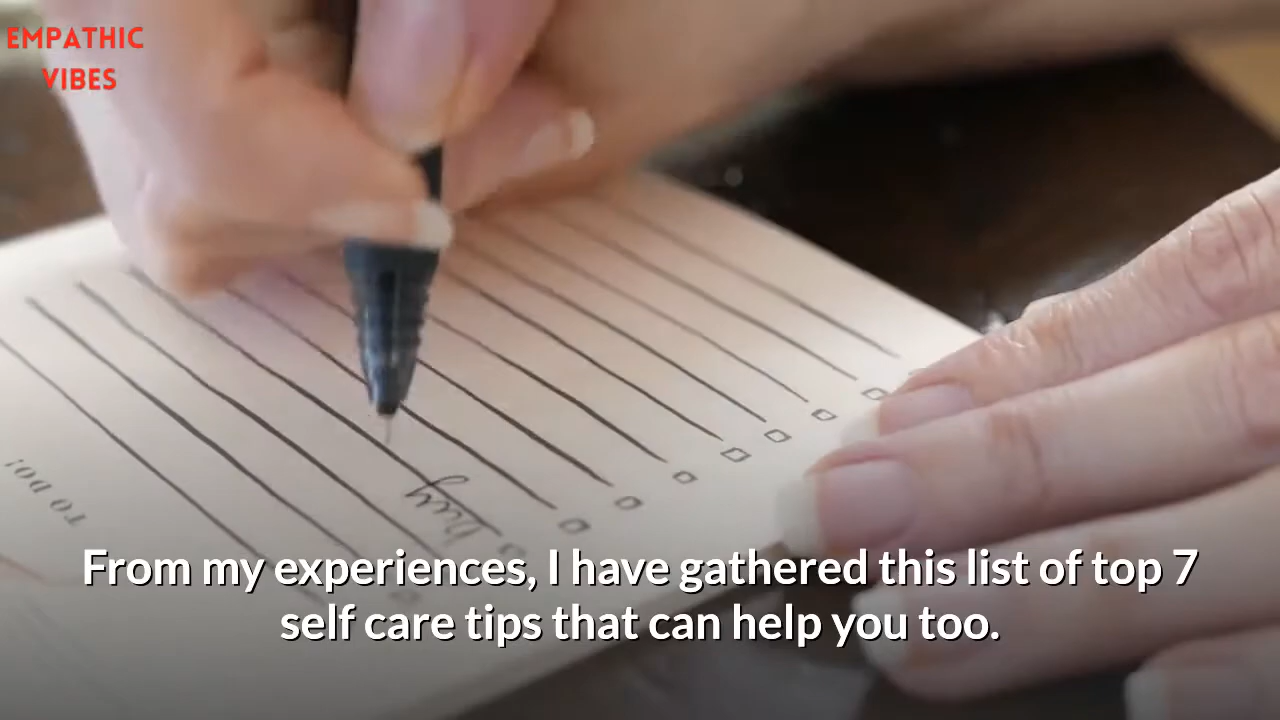 EMPATHIC
VIBES
TO DO:
Buy
From my experiences, I have gathered this list of top 7
self care tips that can help you too.